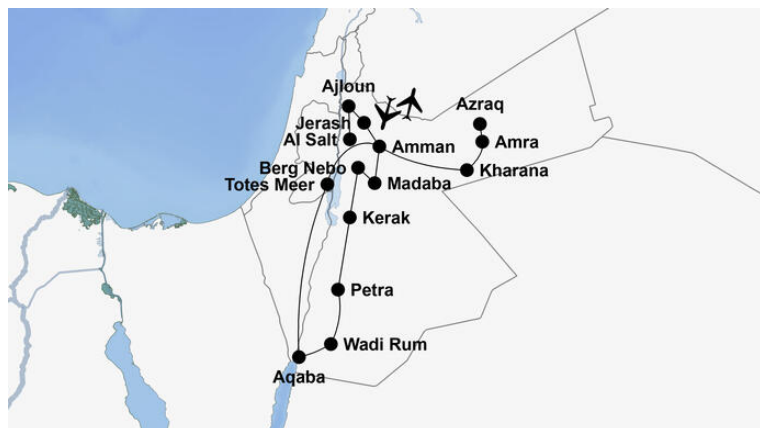 Ajloun
Azraq
Jerash
Al Salt
Amman
Amra
Berg Nebo
Kharana
Totes Meer
Madaba
Kerak
Petra
Wadi Rum
Aqaba